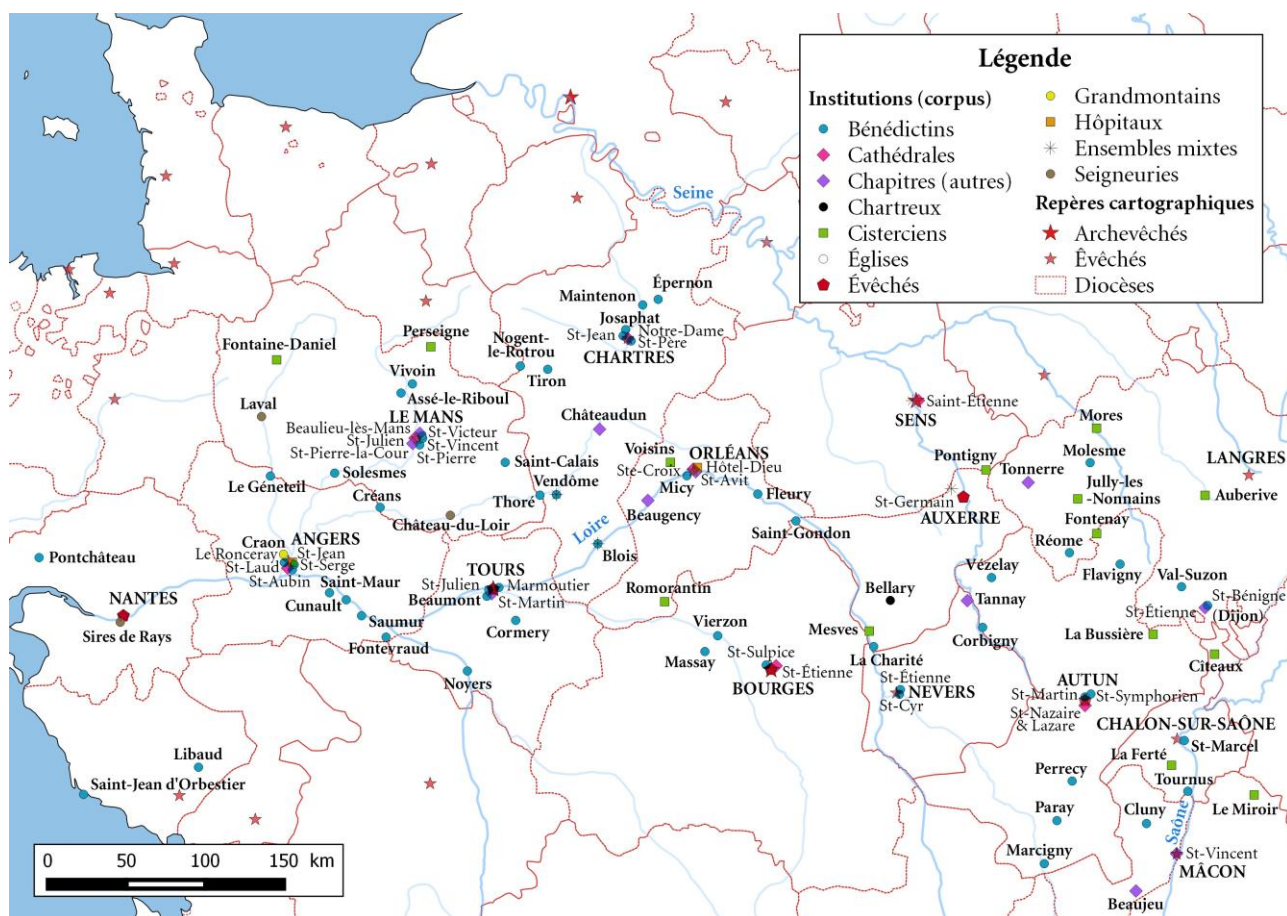 Légende
Institutions (corpus)
Bénédictins
Cathédrales
Chapitres (autres)
Chartreux
Cisterciens
Églises
Évêchés
Grandmontains
Hôpitaux
Ensembles mixtes
Seigneuries
Repères cartographiques
Archevêchés
Êvêchés
Diocèses
Seine
Épernon
Maintenon
Josaphat
St-Jean
Notre-Dame
St-Père
CHARTRES
Perseigne
Nogent-
le-Rotrou
Tiron
Fontaine-Daniel
Vivoin
Assé-le-Riboul
Laval
LE MANS
Beaulieu-lès-Mans
St-Julien
St-Pierre-la-Cour
St-Victeur
St-Vincent
St-Pierre
Châteaudun
Voisins
ORLÉANS
Ste-Croix
Hôtel-Dieu
St-Avit
Micy
SENS
Saint-Étienne
Mores
Molesme
Pontigny
Tonnerre
LANGRES
Jully-les
-Nonnains
Auberive
Solesmes
Le Géneteil
Saint-Calais
Vendôme
Thoré
Créans
Château-du-Loir
Beaugency
Fleury
Saint-Gondon
St-Germain
AUXERRE
Fontenay
Réome
Loire
Blois
Pontchâteau
Craon
ANGERS
Le Ronceray
St-Jean
St-Laud
St-Serge
St-Aubin
Saint-Maur
Cunault
TOURS
St-Julien
Marmoutier
Beaumont
St-Martin
Cormery
Romorantin
Bellary
Vézelay
Flavigny
Val-Suzon
St-Bénigne
St-Étienne
(Dijon)
Tannay
NANTES
Sires de Rays
Saumur
Fontevraud
Vierzon
Mesves
Corbigny
La Bussière
Massay
St-Sulpice
St-Étienne
BOURGES
La Charité
St-Étienne
NEVERS
St-Cyr
Cîteaux
Noyers
AUTUN
St-Martin
St-Symphorien
St-Nazaire
& Lazare
CHALON-SUR-SAÔNE
St-Marcel
La Ferté
Libaud
Saint-Jean d'Orbestier
Perrecy
Tournus
Paray
Cluny
Saône
Le Miroir
Marcigny
St-Vincent
MÂCON
Beaujeu
0 50 100 150 km